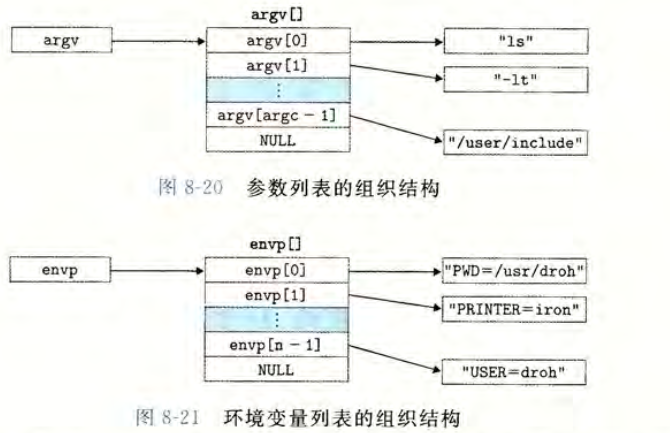 argv[]
argv
argv[0]
"ls"
argv[1]
"-lt"
⋮
argv[argc - 1]
"/user/include"
NULL
图 8-20 参数列表的组织结构
envp[]
envp
envp[0]
"PWD=/usr/droh"
envp[1]
"PRINTER=iron"
⋮
envp[n - 1]
"USER=droh"
NULL
图 8-21 环境变量列表的组织结构